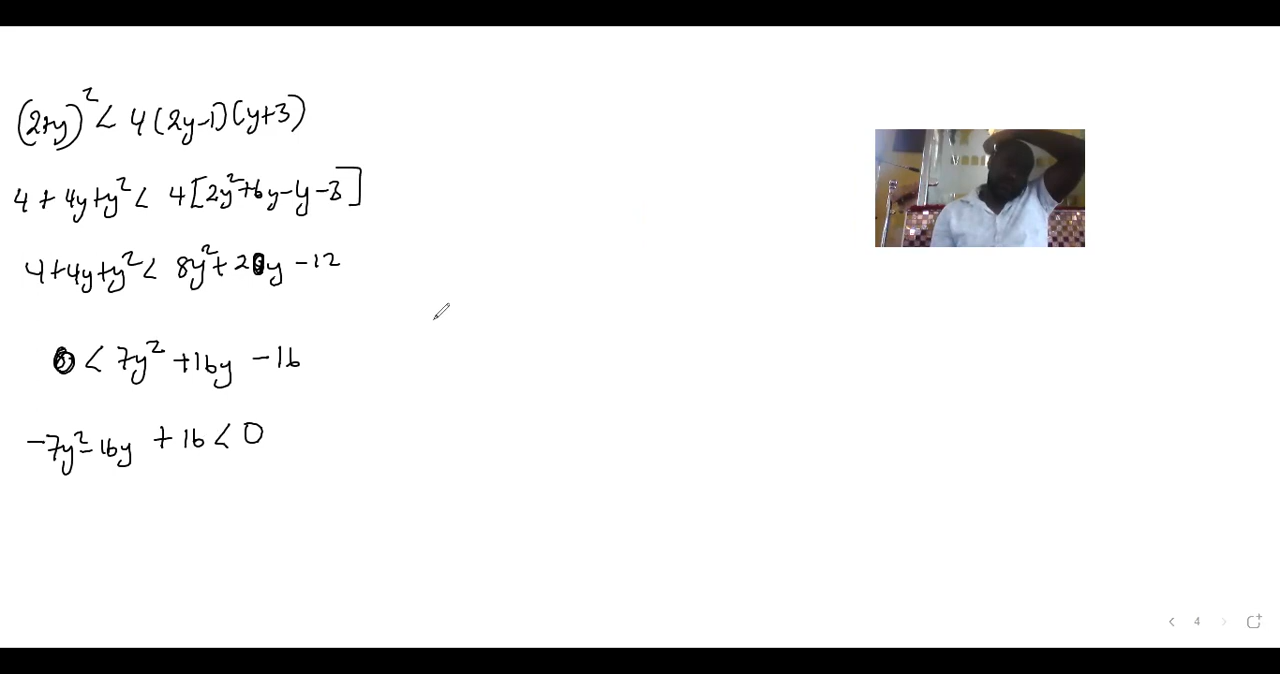 (2+y)² < 4(2y-1)(y+3)
4 + 4y+y² < 4[2y²+6y-y-3]
4+4y+y² < 8y²+20y -12
0 < 7y² +16y -16
-7y²-16y + 16 < 0
4